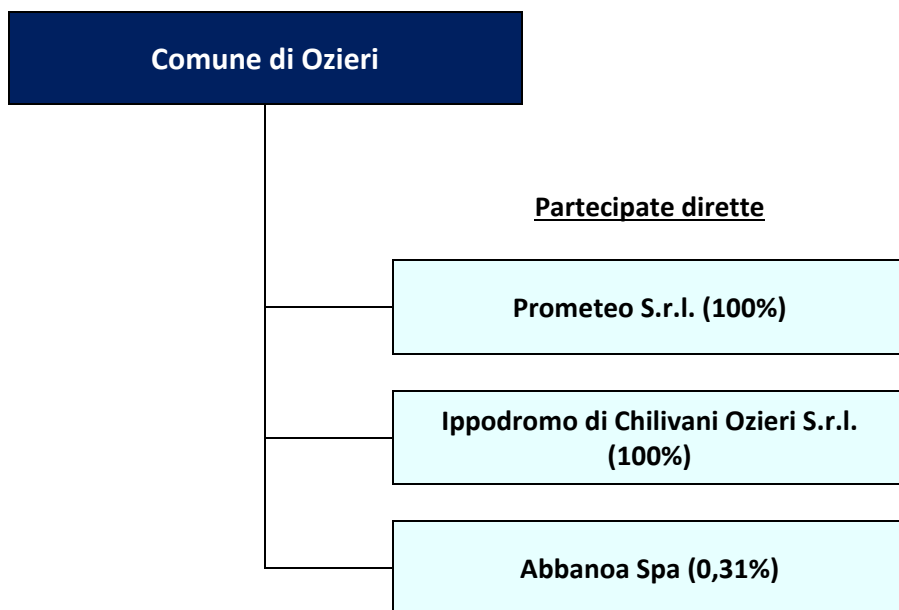 Comune di Ozieri
Partecipate dirette
Prometeo S.r.l. (100%)
Ippodromo di Chilivani Ozieri S.r.l.
(100%)
Abbanoa Spa (0,31%)